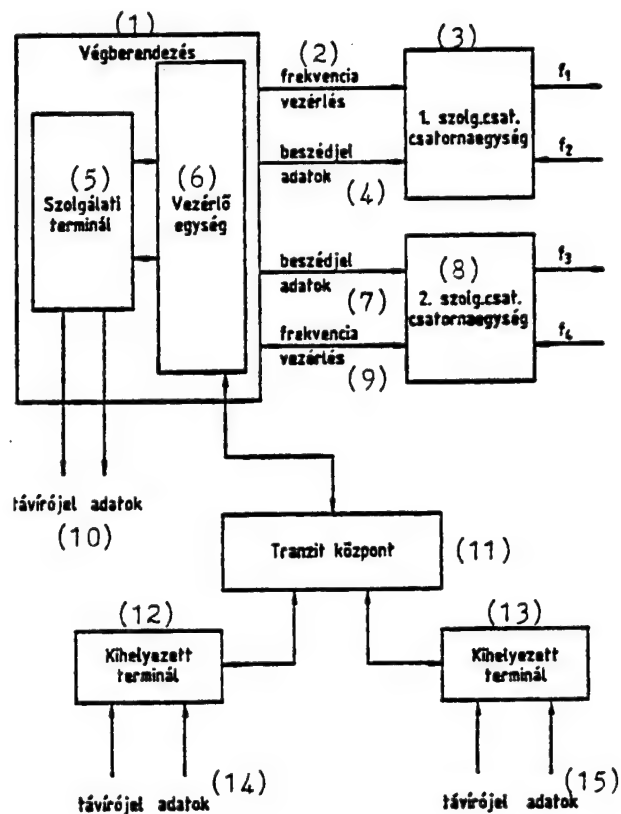 (1)
Végberendezés
(2)
frekvencia
vezérlés
(3)
1. szolg.csat.
csatornaegység
f₁
f₂
beszédjel
adatok
(4)
(5)
Szolgálati
terminál
(6)
Vezérlő
egység
beszédjel
adatok
(7)
(8)
2. szolg.csat.
csatornaegység
f₃
f₄
frekvencia
vezérlés
(9)
távírójel adatok
(10)
Tranzit központ
(11)
(12)
Kihelyezett
terminál
(13)
Kihelyezett
terminál
(14)
távírójel adatok
(15)
távírójel adatok